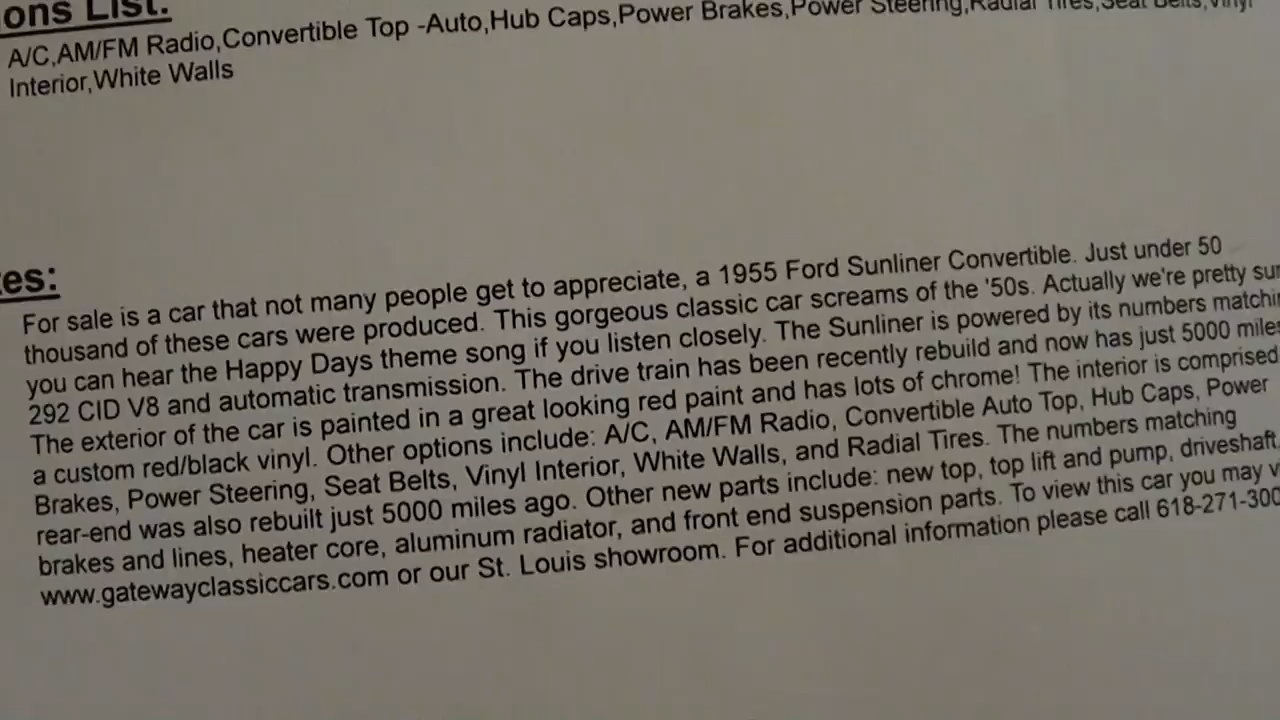 ons List:
A/C,AM/FM Radio,Convertible Top -Auto,Hub Caps,Power Brakes,Power Steering,Radial Tires,Seat Belts,Vinyl
Interior,White Walls
es:
For sale is a car that not many people get to appreciate, a 1955 Ford Sunliner Convertible. Just under 50
thousand of these cars were produced. This gorgeous classic car screams of the '50s. Actually we're pretty sur
you can hear the Happy Days theme song if you listen closely. The Sunliner is powered by its numbers matchin
292 CID V8 and automatic transmission. The drive train has been recently rebuild and now has just 5000 miles
The exterior of the car is painted in a great looking red paint and has lots of chrome! The interior is comprised
a custom red/black vinyl. Other options include: A/C, AM/FM Radio, Convertible Auto Top, Hub Caps, Power
Brakes, Power Steering, Seat Belts, Vinyl Interior, White Walls, and Radial Tires. The numbers matching
rear-end was also rebuilt just 5000 miles ago. Other new parts include: new top, top lift and pump, driveshaft,
brakes and lines, heater core, aluminum radiator, and front end suspension parts. To view this car you may v
www.gatewayclassiccars.com or our St. Louis showroom. For additional information please call 618-271-300